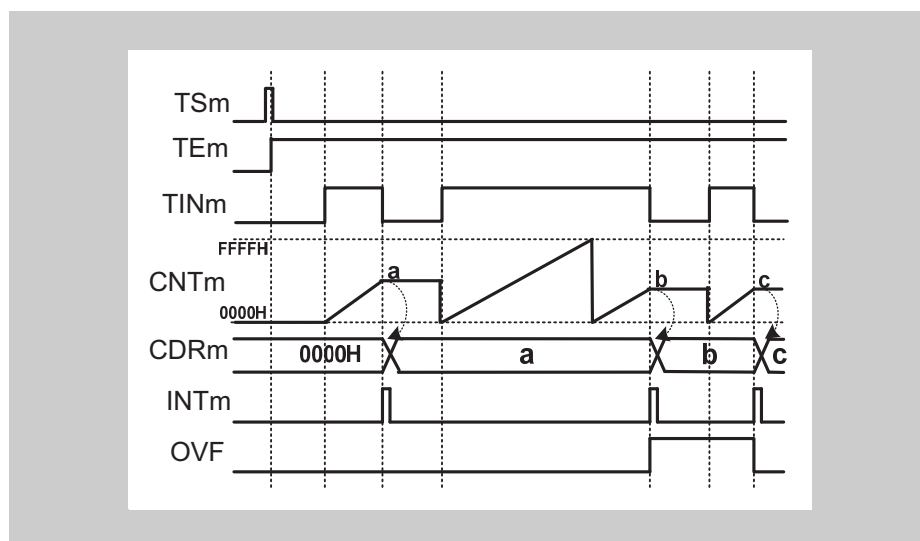 TSm
TEm
TINm
FFFFH
CNTm
a
b
c
0000H
CDRm
0000H
a
b
c
INTm
OVF